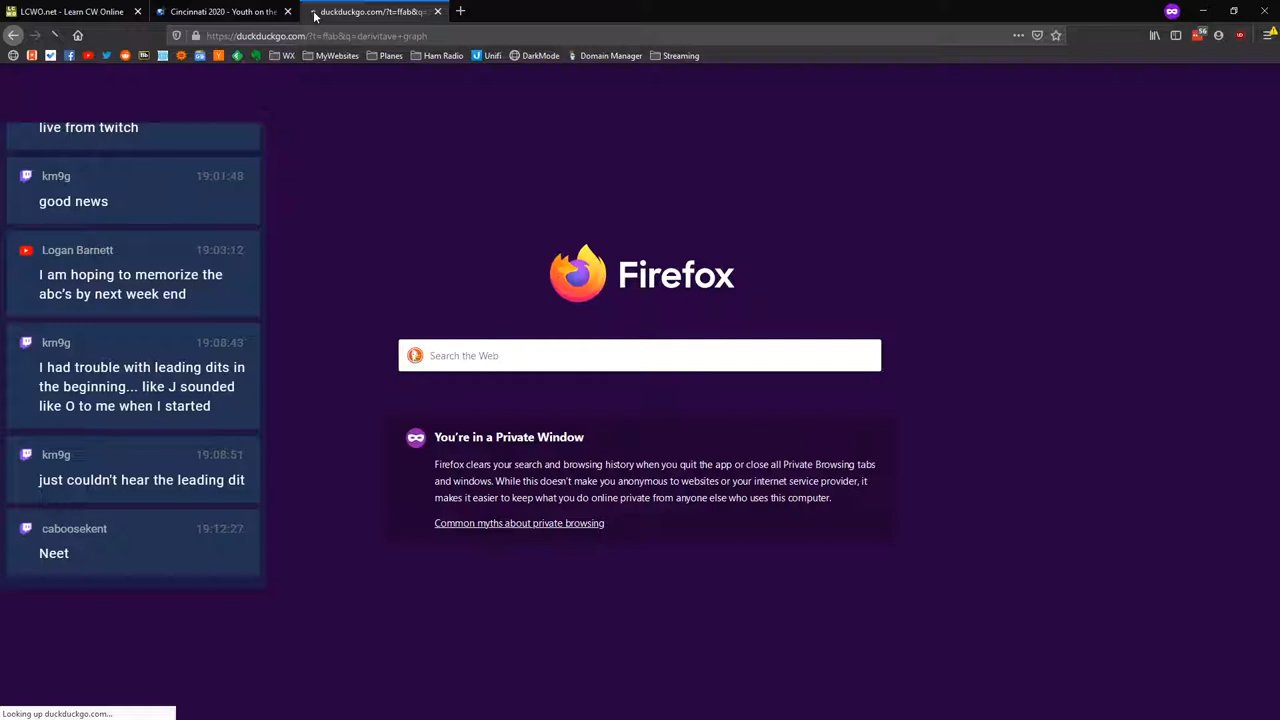 LCWO.net - Learn CW Online
Cincinnati 2020 - Youth on the
duckduckgo.com/?t=ffab&q=
https://duckduckgo.com/?t=ffab&q=derivitave+graph
56
WX
MyWebsites
Planes
Ham Radio
Unifi
DarkMode
Domain Manager
Streaming
live from twitch
km9g 19:01:48
good news
Logan Barnett 19:03:12
I am hoping to memorize the
abc's by next week end
km9g 19:08:43
I had trouble with leading dits in
the beginning... like J sounded
like O to me when I started
km9g 19:08:51
just couldn't hear the leading dit
caboosekent 19:12:27
Neet
Firefox
Search the Web
You're in a Private Window
Firefox clears your search and browsing history when you quit the app or close all Private Browsing tabs
and windows. While this doesn't make you anonymous to websites or your internet service provider, it
makes it easier to keep what you do online private from anyone else who uses this computer.
Common myths about private browsing
Looking up duckduckgo.com...